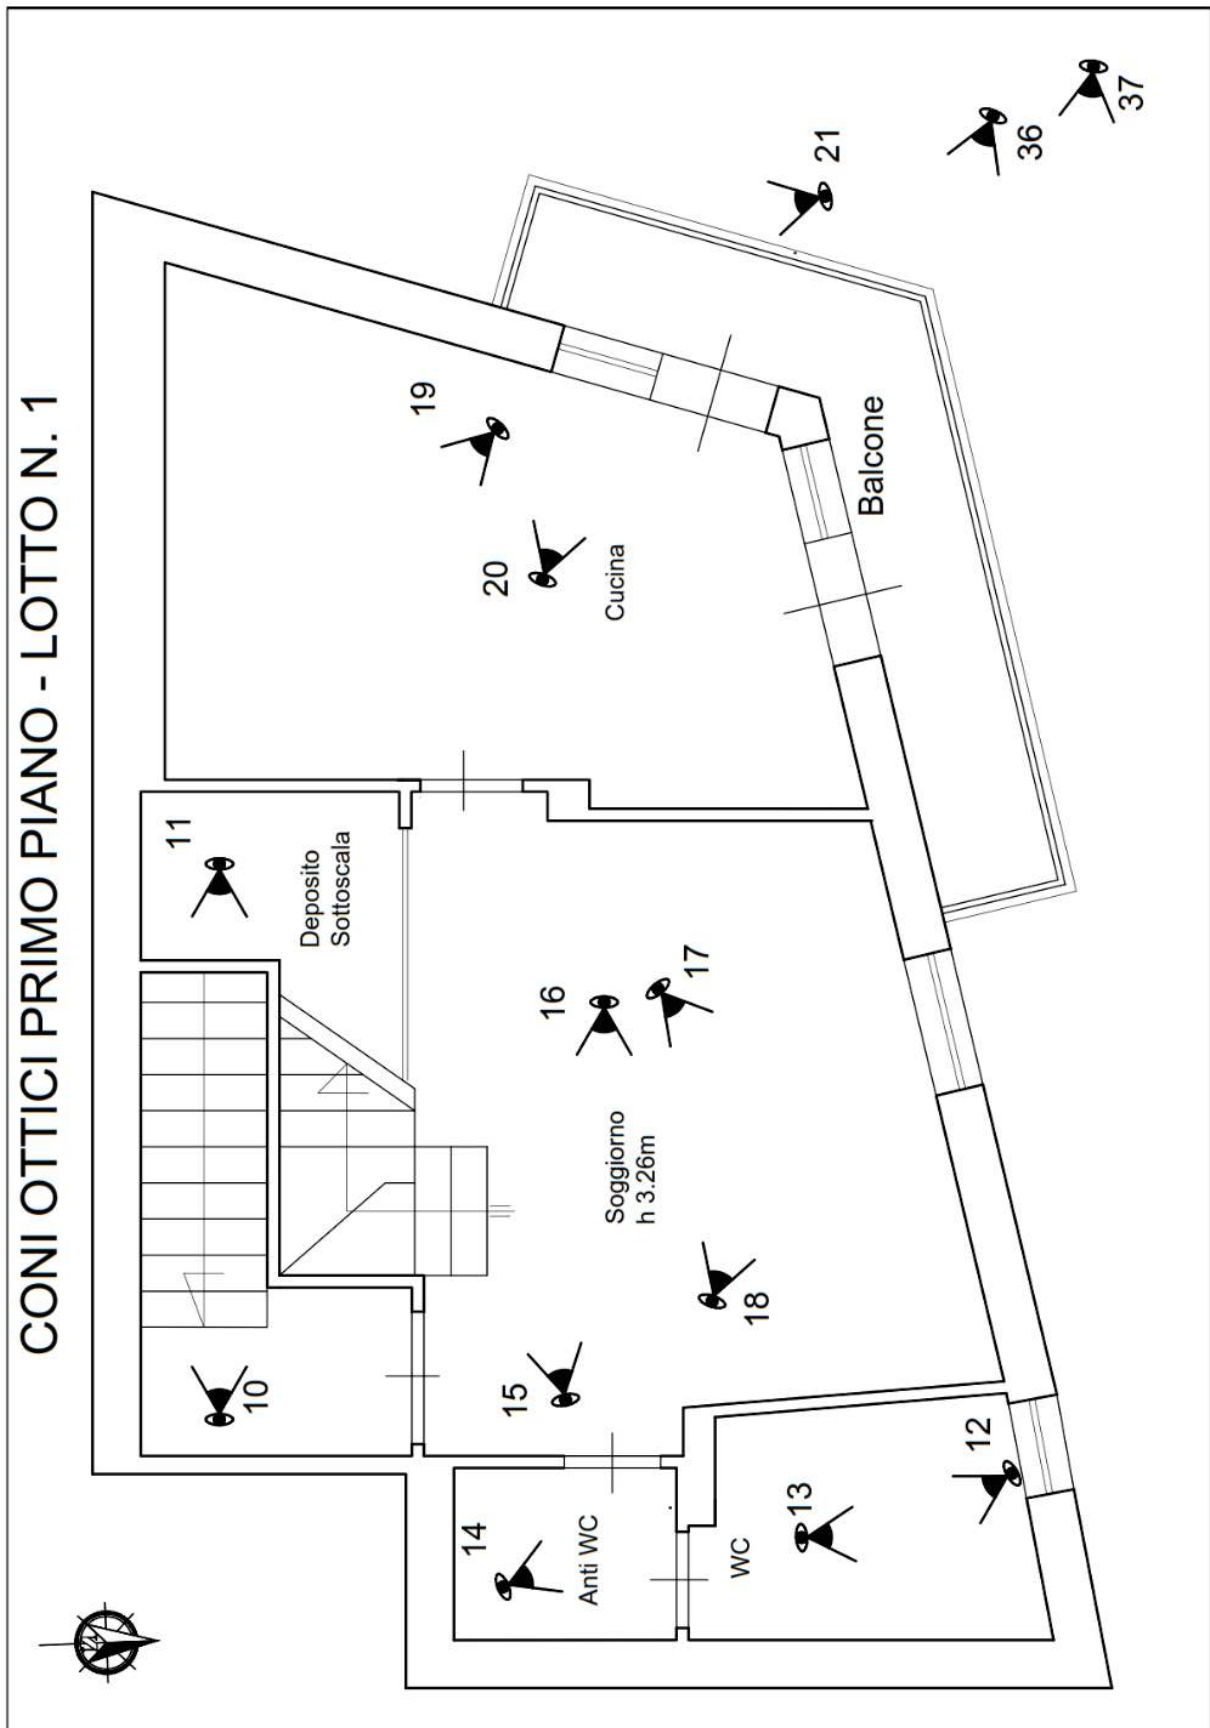 CONI OTTICI PRIMO PIANO - LOTTO N. 1
11
10
Deposito
Sottoscala
19
14
20
15
16
Anti WC
Soggiorno
h 3.26m
Cucina
17
WC
18
13
21
Balcone
12
36
37